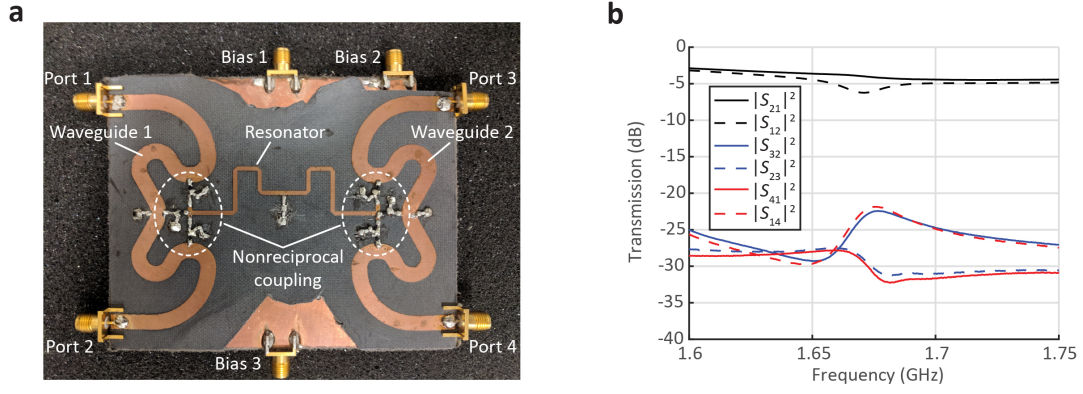 a
Bias 1
Bias 2
Port 1
Port 3
Waveguide 1
Resonator
Waveguide 2
Nonreciprocal
coupling
Port 2
Port 4
Bias 3
b
Transmission (dB)
0
-5
-10
-15
-20
-25
-30
-35
-40
|S21|²
|S12|²
|S32|²
|S23|²
|S41|²
|S14|²
1.6
1.65
1.7
1.75
Frequency (GHz)